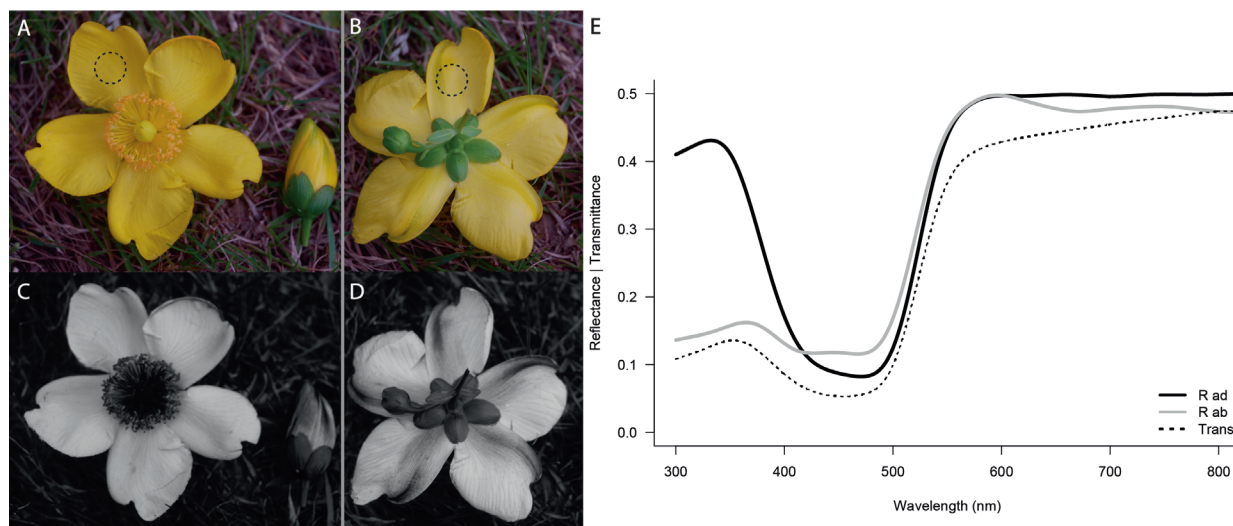 A
B
C
D
E
Reflectance | Transmittance
0.5
0.4
0.3
0.2
0.1
0.0
R ad
R ab
Trans
300
400
500
600
700
800
Wavelength (nm)